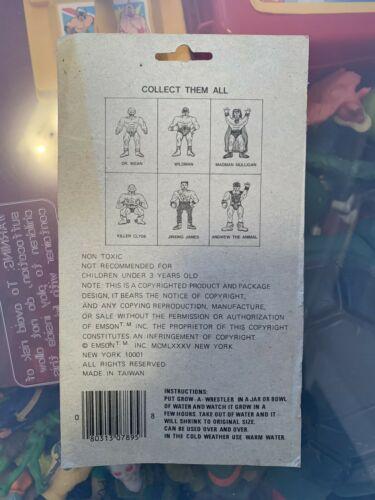 COLLECT THEM ALL
DR. MEAN
WILDMAN
MADMAN MULLIGAN
KILLER CLYDE
JINXING JAMES
ANDREW THE ANIMAL
NON TOXIC
NOT RECOMMENDED FOR
CHILDREN UNDER 3 YEARS OLD
NOTE: THIS IS A COPYRIGHTED PRODUCT AND PACKAGE
DESIGN, IT BEARS THE NOTICE OF COPYRIGHT,
AND ANY COPYING REPRODUCTION, MANUFACTURE,
OR SALE WITHOUT THE PERMISSION OR AUTHORIZATION
OF EMSON T.M. INC. THE PROPRIETOR OF THIS COPYRIGHT
CONSTITUTES AN INFRINGEMENT OF COPYRIGHT
© EMSON T.M. INC. MCMLXXXV NEW YORK,
NEW YORK 10001
ALL RIGHTS RESERVED
MADE IN TAIWAN
0 80313 07895 8
INSTRUCTIONS:
PUT GROW-A-WRESTLER IN A JAR OR BOWL
OF WATER AND WATCH IT GROW IN A
FEW HOURS. TAKE OUT OF WATER AND IT
WILL SHRINK TO ORIGINAL SIZE.
CAN BE USED OVER AND OVER.
IN THE COLD WEATHER USE WARM WATER.